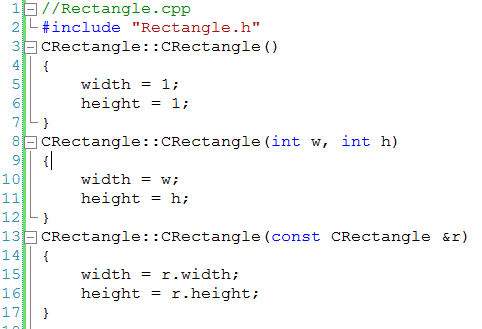 1 //Rectangle.cpp
2 #include "Rectangle.h"
3 CRectangle::CRectangle()
4 {
5     width = 1;
6     height = 1;
7 }
8 CRectangle::CRectangle(int w, int h)
9 {
10     width = w;
11     height = h;
12 }
13 CRectangle::CRectangle(const CRectangle &r)
14 {
15     width = r.width;
16     height = r.height;
17 }